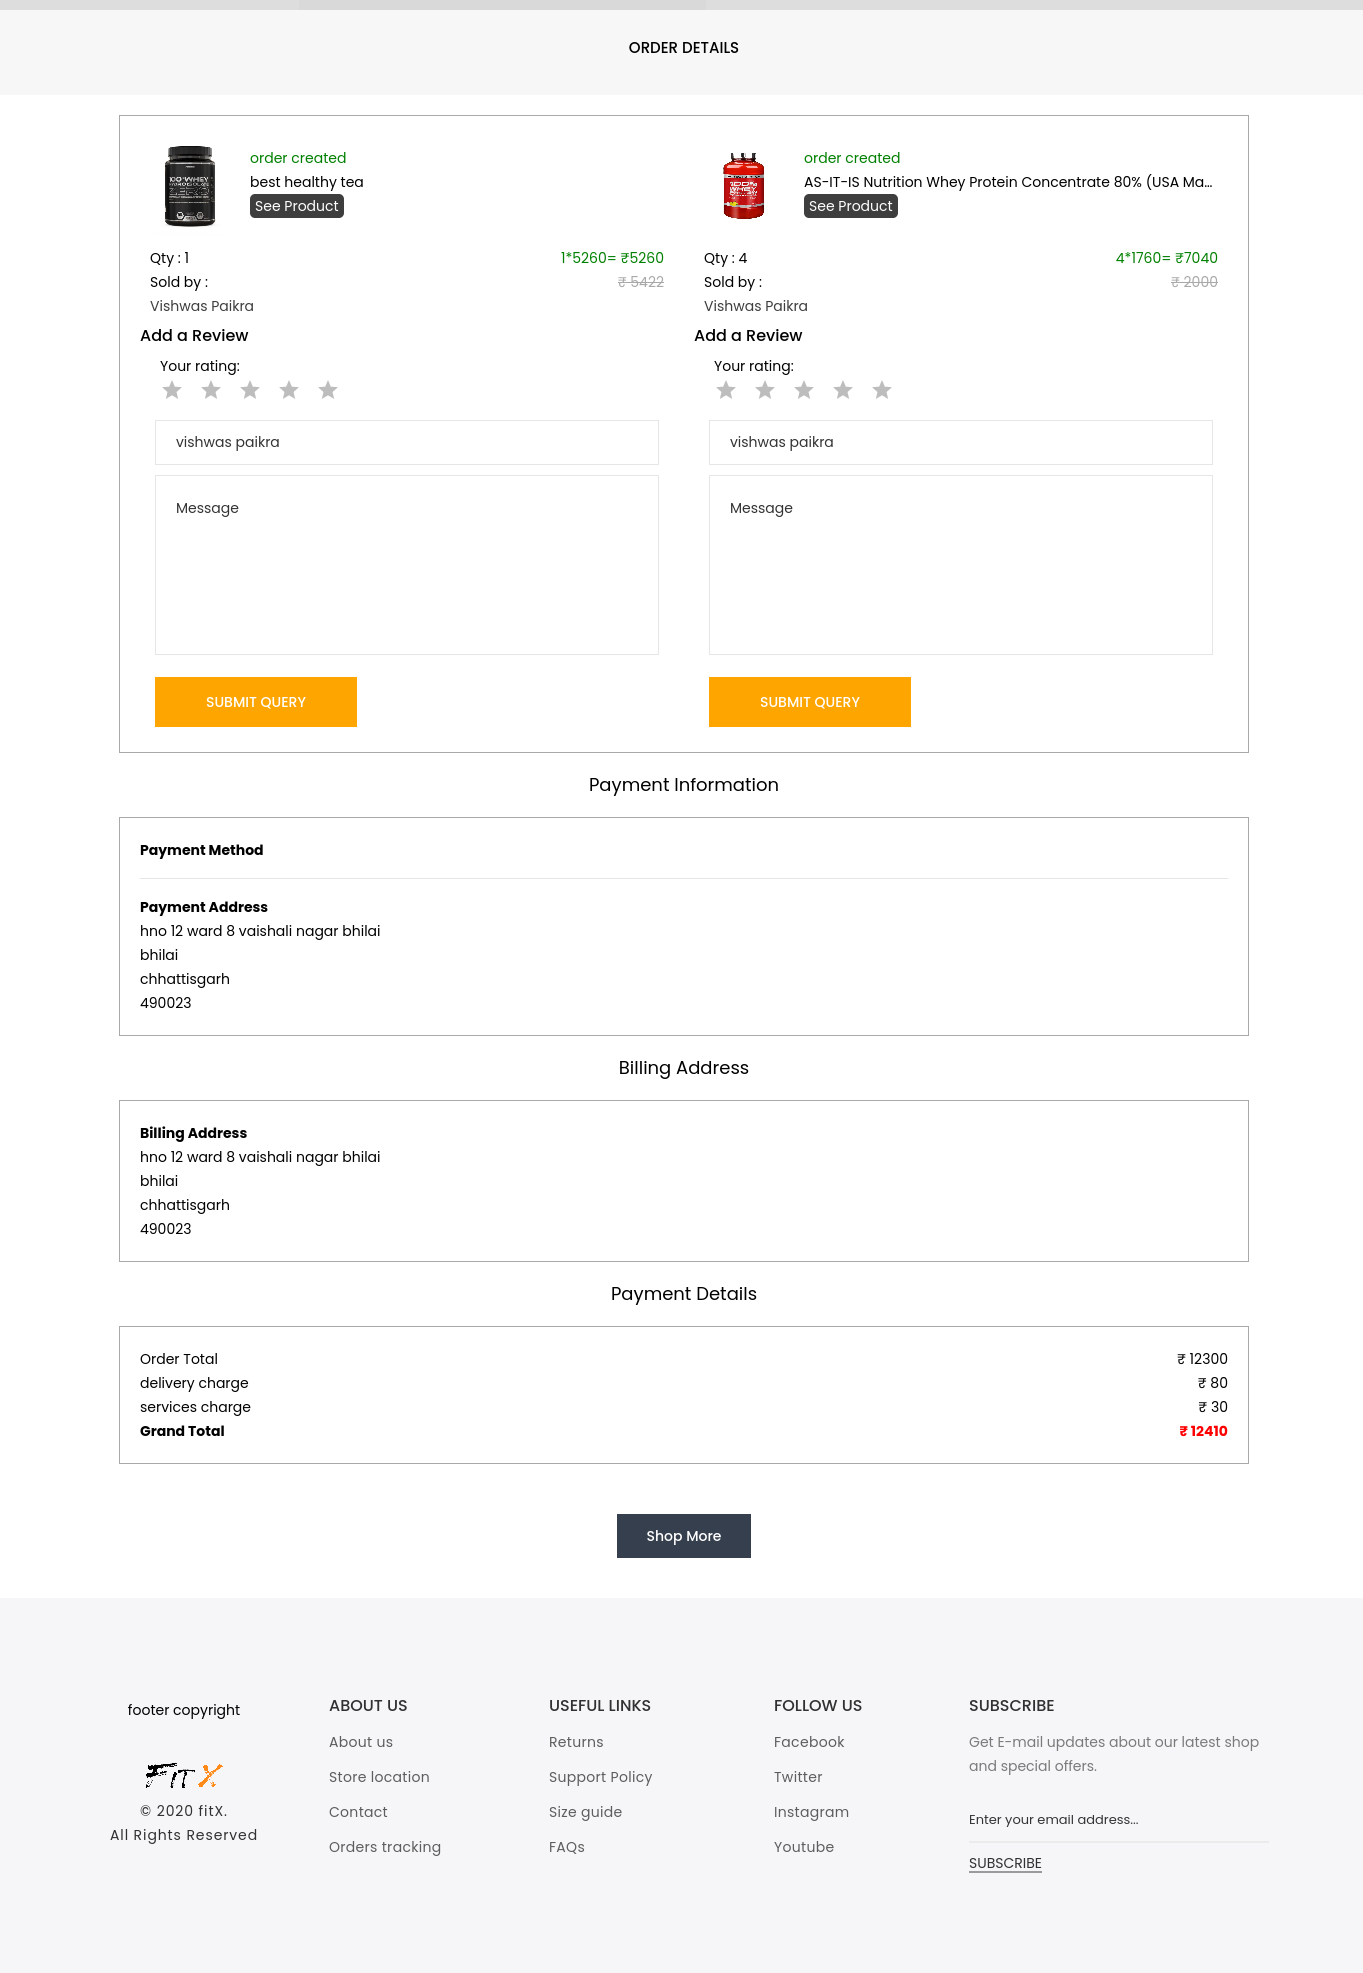 ORDER DETAILS
order created
best healthy tea
See Product
Qty : 1
1*5260= ₹5260
Sold by :
₹ 5422
Vishwas Paikra
Add a Review
Your rating:
vishwas paikra
Message
SUBMIT QUERY
order created
AS-IT-IS Nutrition Whey Protein Concentrate 80% (USA Ma...
See Product
Qty : 4
4*1760= ₹7040
Sold by :
₹ 2000
Vishwas Paikra
Add a Review
Your rating:
vishwas paikra
Message
SUBMIT QUERY
Payment Information
Payment Method
Payment Address
hno 12 ward 8 vaishali nagar bhilai
bhilai
chhattisgarh
490023
Billing Address
Billing Address
hno 12 ward 8 vaishali nagar bhilai
bhilai
chhattisgarh
490023
Payment Details
Order Total ₹ 12300
delivery charge ₹ 80
services charge ₹ 30
Grand Total ₹ 12410
Shop More
footer copyright
FIT X
© 2020 fitX.
All Rights Reserved
ABOUT US
About us
Store location
Contact
Orders tracking
USEFUL LINKS
Returns
Support Policy
Size guide
FAQs
FOLLOW US
Facebook
Twitter
Instagram
Youtube
SUBSCRIBE
Get E-mail updates about our latest shop
and special offers.
Enter your email address...
SUBSCRIBE